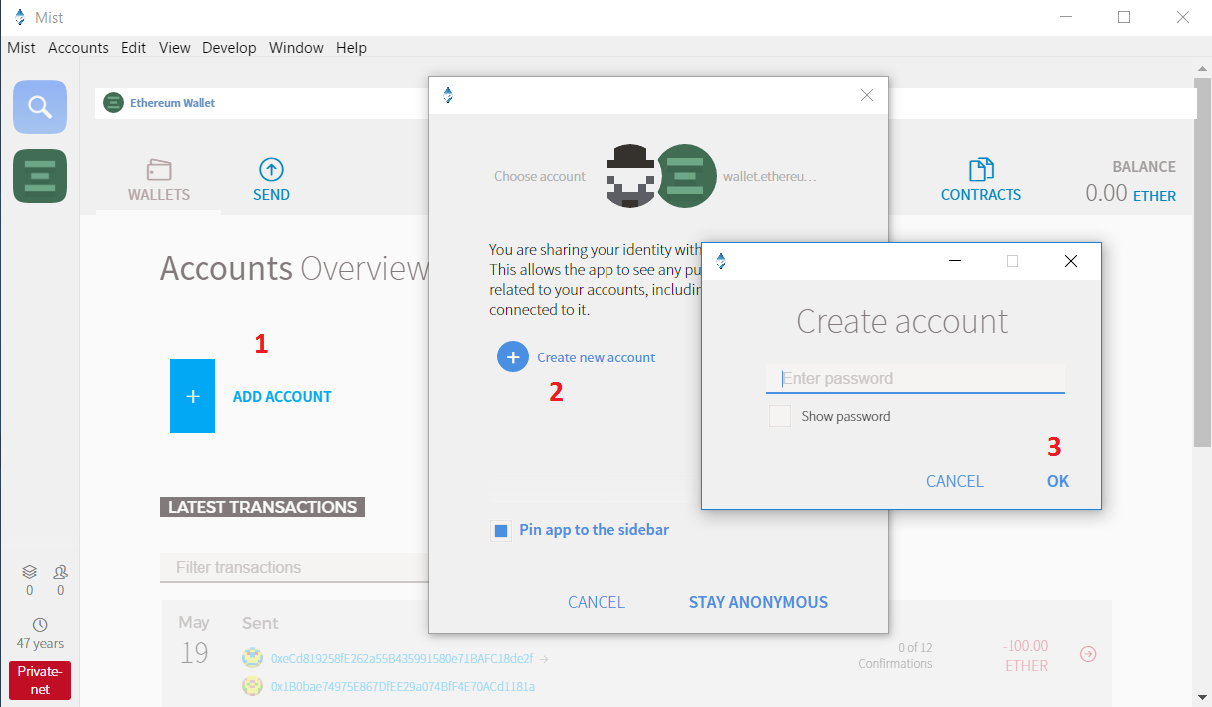 Mist
Mist Accounts Edit View Develop Window Help
Ethereum Wallet
WALLETS
SEND
CONTRACTS
BALANCE
0.00 ETHER
Accounts Overview
1
+ ADD ACCOUNT
LATEST TRANSACTIONS
Filter transactions
May
19
Sent
0xeCd819258fE262a55B435991580e71BAFC18de2f
0x1B0bae74975E867DfEE29a074BfF4E70ACd1181a
0 of 12
Confirmations
-100.00
ETHER
0 0
47 years
Private-
net
Choose account
wallet.ethereu…
You are sharing your identity with
This allows the app to see any pu
related to your accounts, includin
connected to it.
+ Create new account
2
Pin app to the sidebar
CANCEL STAY ANONYMOUS
Create account
Enter password
Show password
3
CANCEL OK